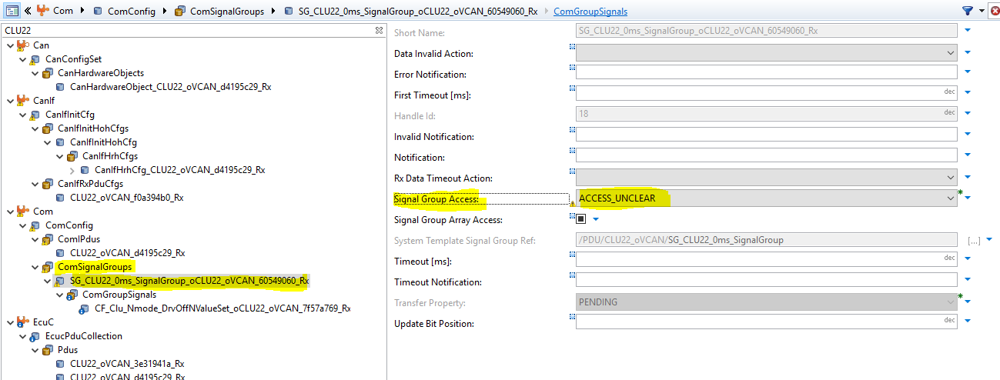 Com ComConfig ComSignalGroups SG_CLU22_0ms_SignalGroup_oCLU22_oVCAN_60549060_Rx ComGroupSignals
CLU22
Can
CanConfigSet
CanHardwareObjects
CanHardwareObject_CLU22_oVCAN_d4195c29_Rx
CanIf
CanIfInitCfg
CanIfInitHohCfgs
CanIfInitHohCfg
CanIfHrhCfgs
CanIfHrhCfg_CLU22_oVCAN_d4195c29_Rx
CanIfRxPduCfgs
CLU22_oVCAN_f0a394b0_Rx
Com
ComConfig
ComIPdus
CLU22_oVCAN_d4195c29_Rx
ComSignalGroups
SG_CLU22_0ms_SignalGroup_oCLU22_oVCAN_60549060_Rx
ComGroupSignals
CF_Clu_Nmode_DrvOffNValueSet_oCLU22_oVCAN_7f57a769_Rx
EcuC
EcucPduCollection
Pdus
CLU22_oVCAN_3e31941a_Rx
CLU22_oVCAN_d4195c29_Rx
Short Name: SG_CLU22_0ms_SignalGroup_oCLU22_oVCAN_60549060_Rx
Data Invalid Action:
Error Notification:
First Timeout [ms]: dec
Handle Id: 18 dec
Invalid Notification:
Notification:
Rx Data Timeout Action:
Signal Group Access: ACCESS_UNCLEAR
Signal Group Array Access:
System Template Signal Group Ref: /PDU/CLU22_oVCAN/SG_CLU22_0ms_SignalGroup [...]
Timeout [ms]: dec
Timeout Notification:
Transfer Property: PENDING
Update Bit Position: dec